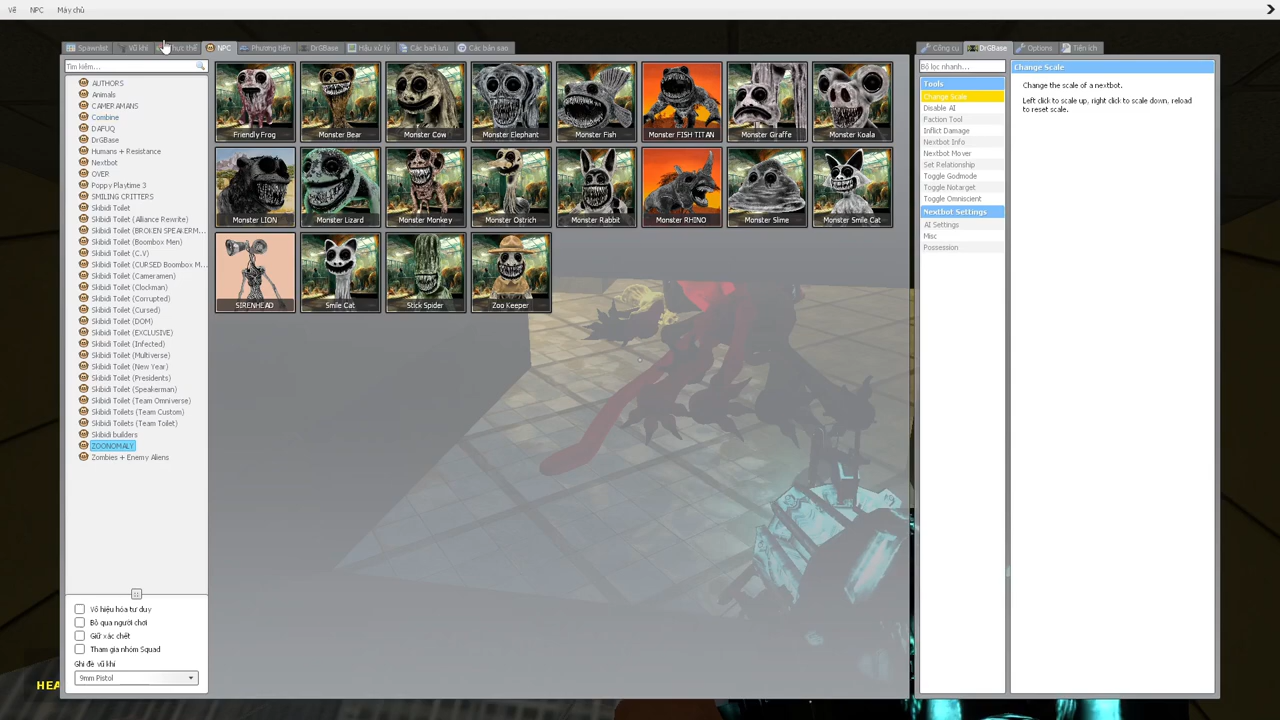 Vẽ NPC Máy chủ
Spawnlist Vũ khí Thực thể NPC Phương tiện DrGBase Hậu xử lý Các bản lưu Các bản sao
Tìm kiếm...
AUTHORS
Animals
CAMERAMANS
Combine
DAFUQ
DrGBase
Humans + Resistance
Nextbot
OVER
Poppy Playtime 3
SMILING CRITTERS
Skibidi Toilet
Skibidi Toilet (Alliance Rewrite)
Skibidi Toilet (BROKEN SPEAKERM...
Skibidi Toilet (Boombox Men)
Skibidi Toilet (C.V)
Skibidi Toilet (CURSED Boombox M...
Skibidi Toilet (Cameramen)
Skibidi Toilet (Clockman)
Skibidi Toilet (Corrupted)
Skibidi Toilet (Cursed)
Skibidi Toilet (DOM)
Skibidi Toilet (EXCLUSIVE)
Skibidi Toilet (Infected)
Skibidi Toilet (Multiverse)
Skibidi Toilet (New Year)
Skibidi Toilet (Presidents)
Skibidi Toilet (Speakerman)
Skibidi Toilet (Team Omniverse)
Skibidi Toilets (Team Custom)
Skibidi Toilets (Team Toilet)
Skibidi builders
ZOONOMALY
Zombies + Enemy Aliens
Vô hiệu hóa tư duy
Bỏ qua người chơi
Giữ xác chết
Tham gia nhóm Squad
Ghi đè vũ khí
9mm Pistol
Friendly Frog Monster Bear Monster Cow Monster Elephant Monster Fish Monster FISH TITAN Monster Giraffe Monster Koala
Monster LION Monster Lizard Monster Monkey Monster Ostrich Monster Rabbit Monster RHINO Monster Slime Monster Smile Cat
SIRENHEAD Smile Cat Stick Spider Zoo Keeper
Công cụ DrGBase Options Tiện ích
Bộ lọc nhanh...
Tools
Change Scale
Disable AI
Faction Tool
Inflict Damage
Nextbot Info
Nextbot Mover
Set Relationship
Toggle Godmode
Toggle Notarget
Toggle Omniscient
Nextbot Settings
AI Settings
Misc
Possession
Change Scale
Change the scale of a nextbot.
Left click to scale up, right click to scale down, reload
to reset scale.
HEA